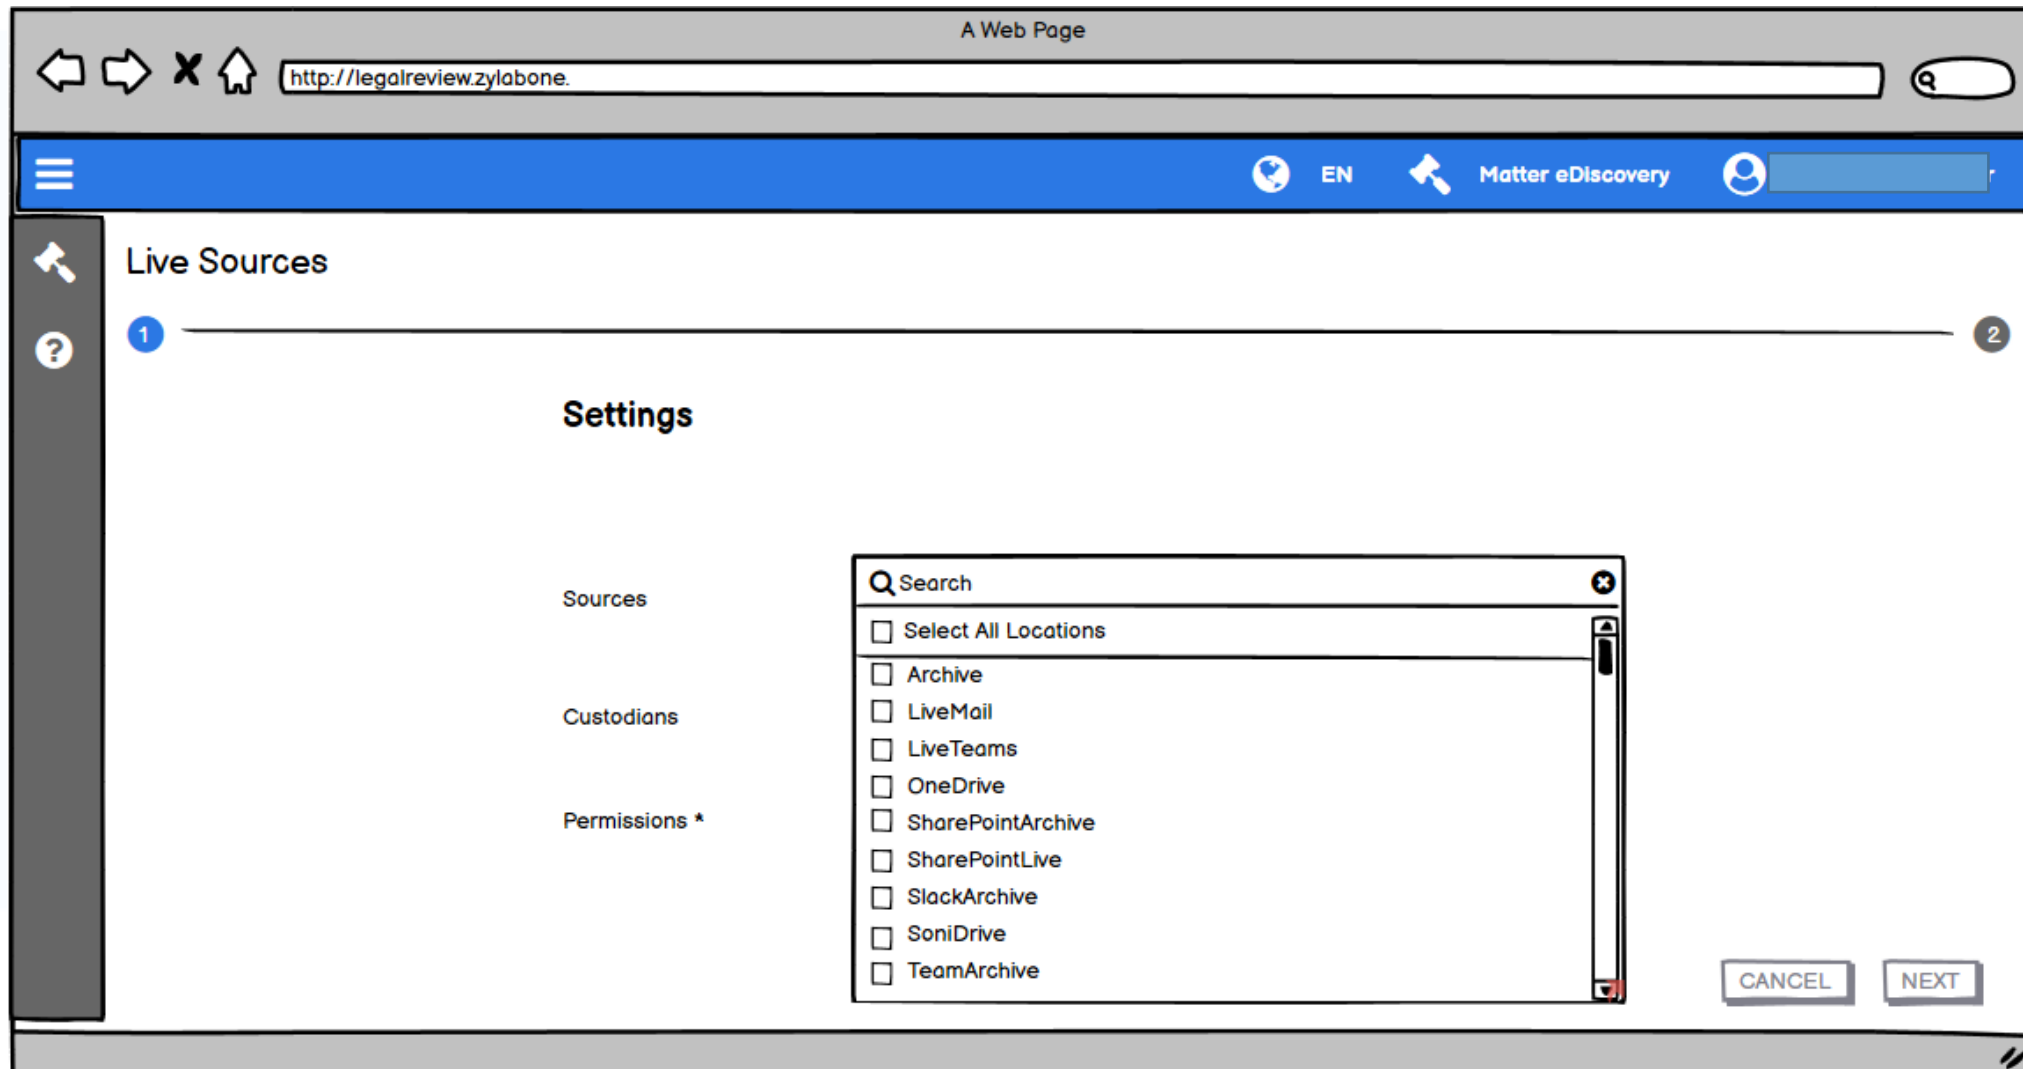 A Web Page
http://legalreview.zylabone.
EN Matter eDiscovery
Live Sources
1
2
Settings
Sources
Search
Select All Locations
Archive
LiveMail
LiveTeams
OneDrive
SharePointArchive
SharePointLive
SlackArchive
SoniDrive
TeamArchive
Custodians
Permissions *
CANCEL NEXT